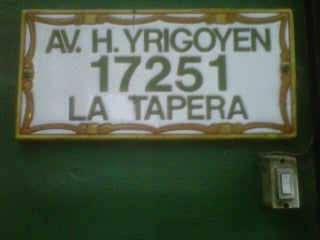 AV. H. YRIGOYEN
17251
LA TAPERA